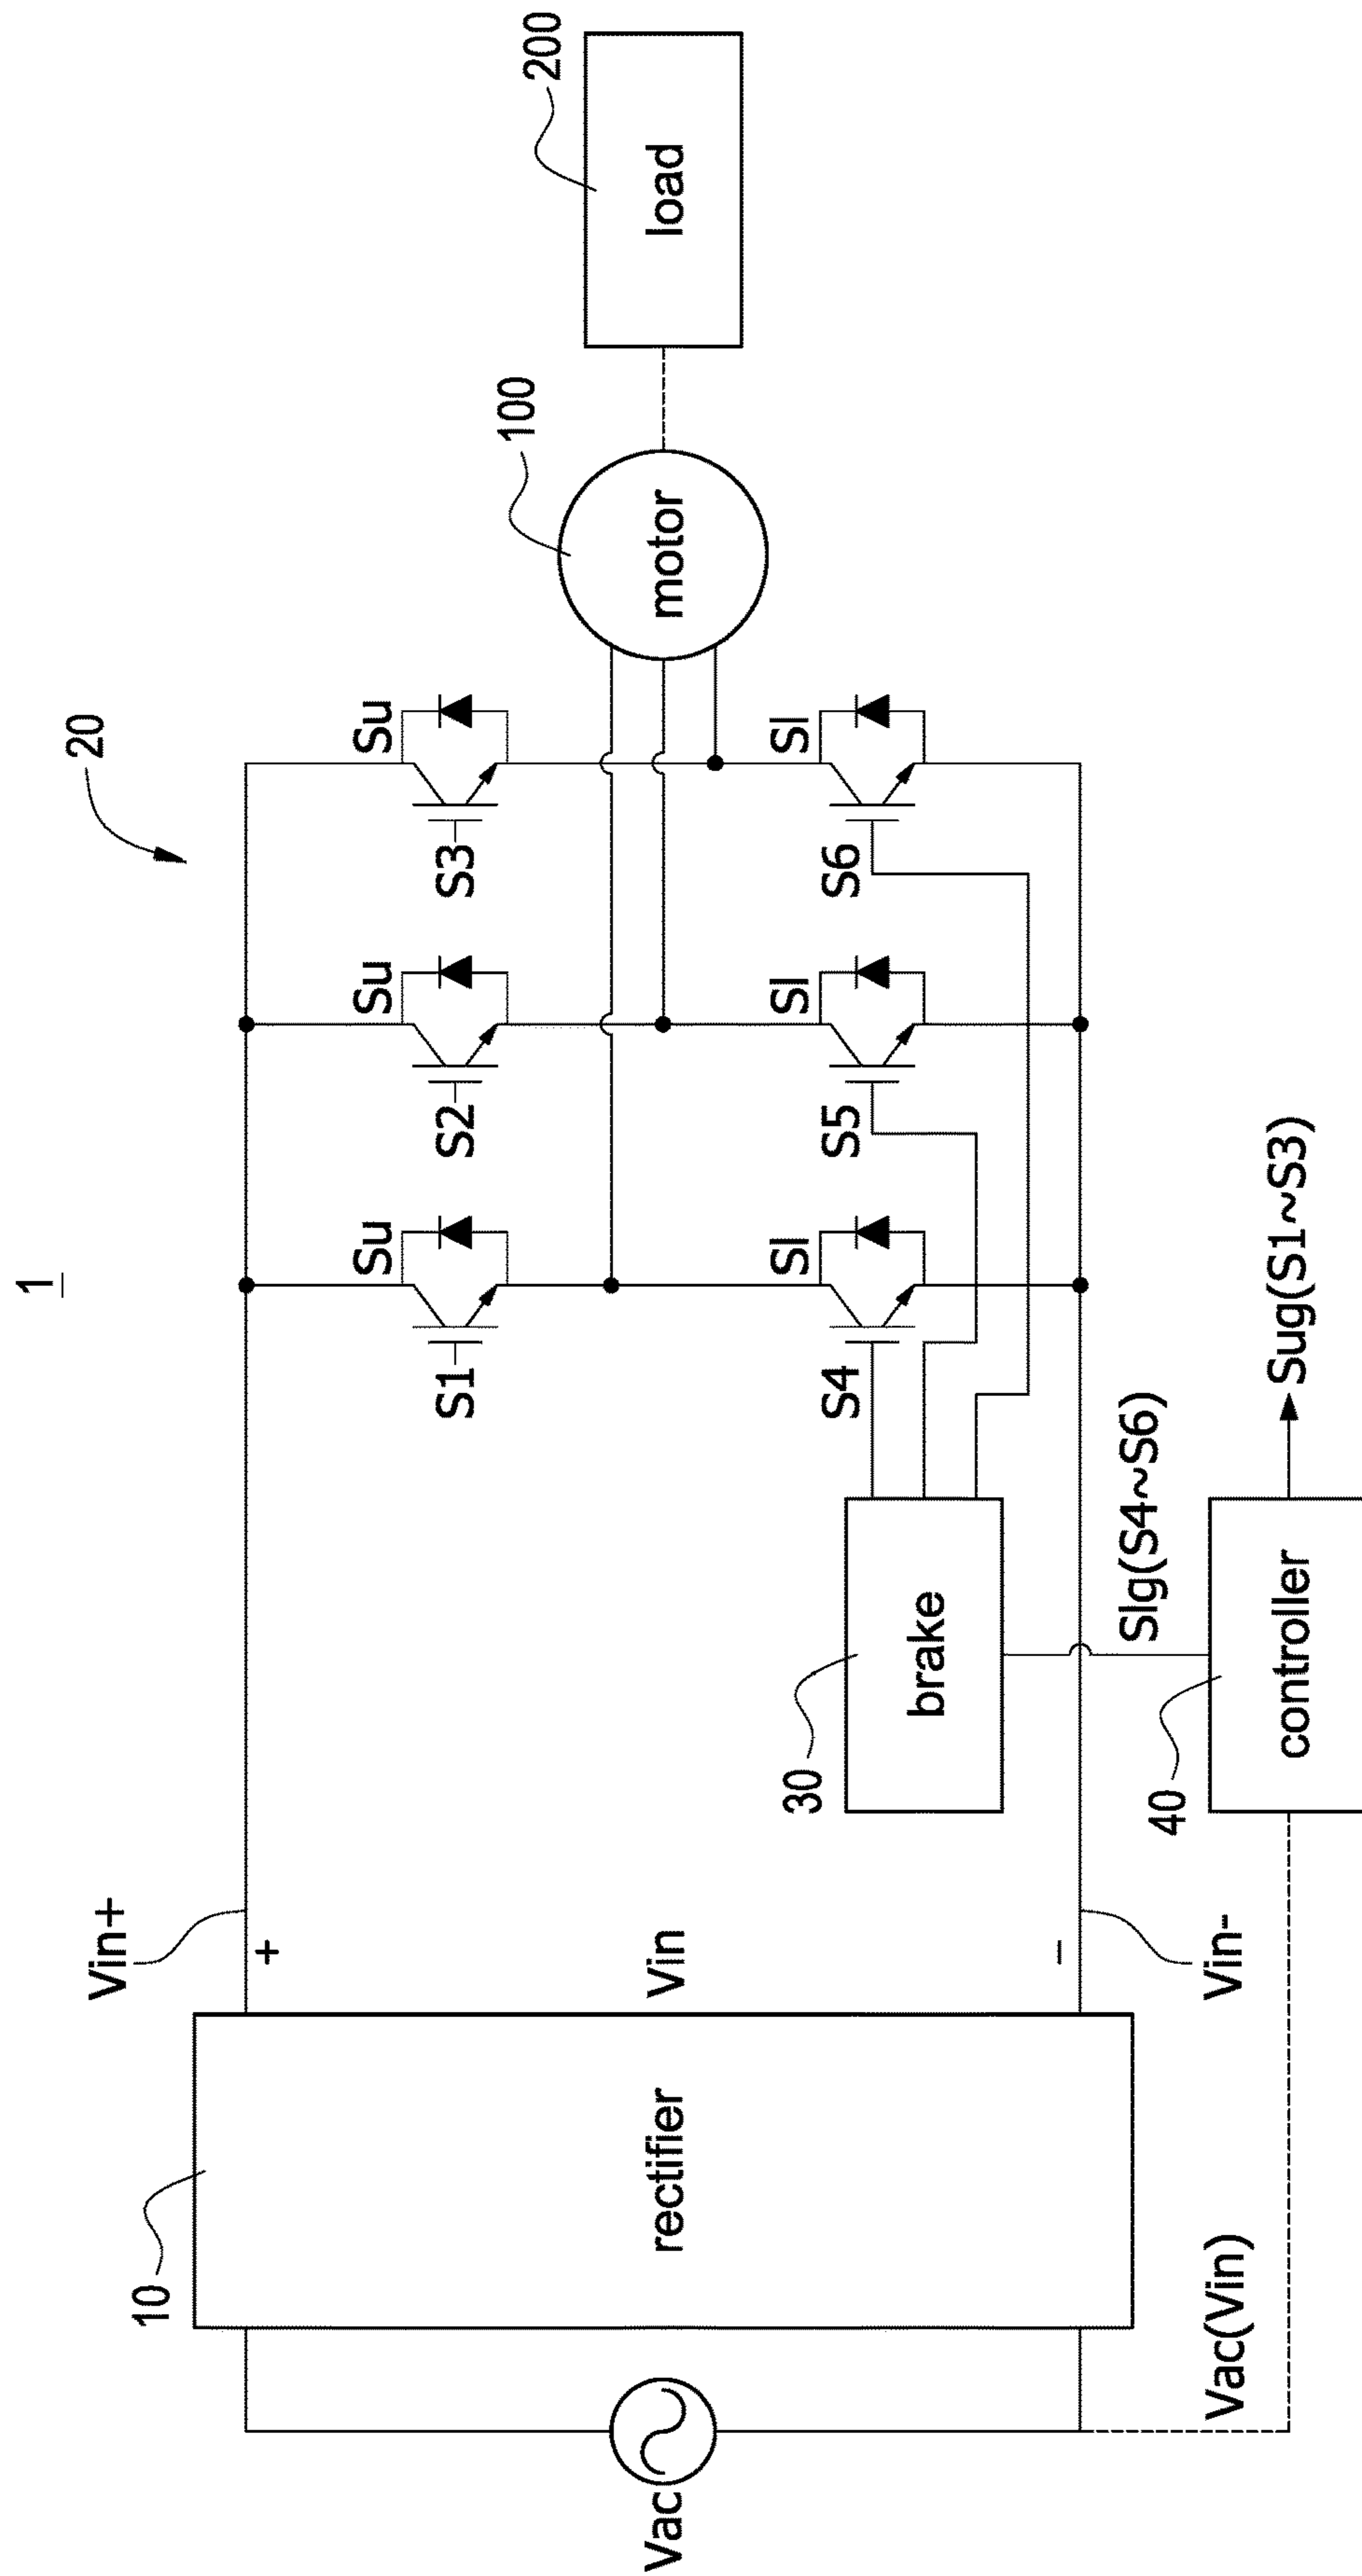 1
20
Vin+
+
Vin
−
Vin-
10
rectifier
Vac
Vac(Vin)
S1
Su
S2
Su
S3
Su
S4
Sl
S5
Sl
S6
Sl
30
brake
Slg(S4~S6)
40
controller
Sug(S1~S3)
100
motor
200
load